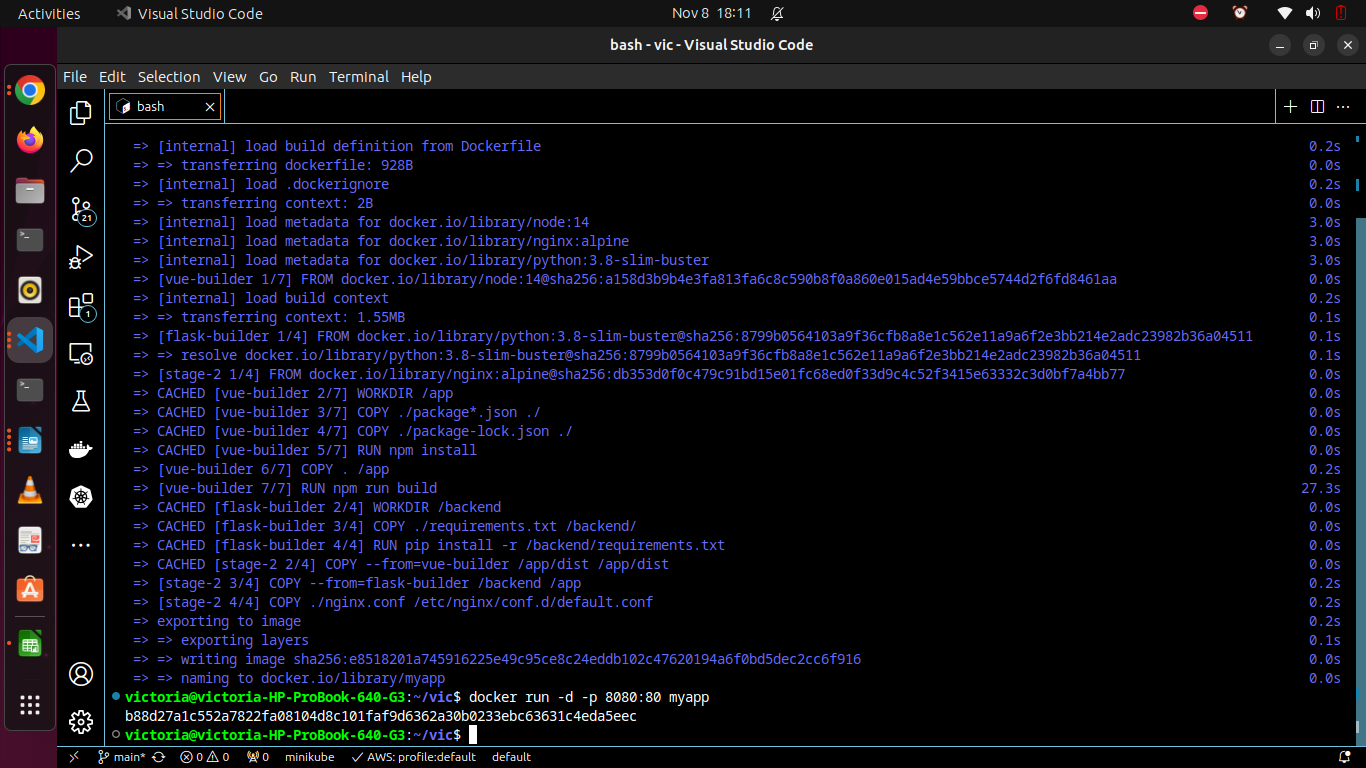 Activities
Visual Studio Code
Nov 8 18:11
bash - vic - Visual Studio Code
File Edit Selection View Go Run Terminal Help
bash
=> [internal] load build definition from Dockerfile 0.2s
=> => transferring dockerfile: 928B 0.0s
=> [internal] load .dockerignore 0.2s
=> => transferring context: 2B 0.0s
=> [internal] load metadata for docker.io/library/node:14 3.0s
=> [internal] load metadata for docker.io/library/nginx:alpine 3.0s
=> [internal] load metadata for docker.io/library/python:3.8-slim-buster 3.0s
=> [vue-builder 1/7] FROM docker.io/library/node:14@sha256:a158d3b9b4e3fa813fa6c8c590b8f0a860e015ad4e59bbce5744d2f6fd8461aa 0.0s
=> [internal] load build context 0.2s
=> => transferring context: 1.55MB 0.1s
=> [flask-builder 1/4] FROM docker.io/library/python:3.8-slim-buster@sha256:8799b0564103a9f36cfb8a8e1c562e11a9a6f2e3bb214e2adc23982b36a04511 0.1s
=> => resolve docker.io/library/python:3.8-slim-buster@sha256:8799b0564103a9f36cfb8a8e1c562e11a9a6f2e3bb214e2adc23982b36a04511 0.1s
=> [stage-2 1/4] FROM docker.io/library/nginx:alpine@sha256:db353d0f0c479c91bd15e01fc68ed0f33d9c4c52f3415e63332c3d0bf7a4bb77 0.0s
=> CACHED [vue-builder 2/7] WORKDIR /app 0.0s
=> CACHED [vue-builder 3/7] COPY ./package*.json ./ 0.0s
=> CACHED [vue-builder 4/7] COPY ./package-lock.json ./ 0.0s
=> CACHED [vue-builder 5/7] RUN npm install 0.0s
=> [vue-builder 6/7] COPY . /app 0.2s
=> [vue-builder 7/7] RUN npm run build 27.3s
=> CACHED [flask-builder 2/4] WORKDIR /backend 0.0s
=> CACHED [flask-builder 3/4] COPY ./requirements.txt /backend/ 0.0s
=> CACHED [flask-builder 4/4] RUN pip install -r /backend/requirements.txt 0.0s
=> CACHED [stage-2 2/4] COPY --from=vue-builder /app/dist /app/dist 0.0s
=> [stage-2 3/4] COPY --from=flask-builder /backend /app 0.2s
=> [stage-2 4/4] COPY ./nginx.conf /etc/nginx/conf.d/default.conf 0.2s
=> exporting to image 0.2s
=> => exporting layers 0.1s
=> => writing image sha256:e8518201a745916225e49c95ce8c24eddb102c47620194a6f0bd5dec2cc6f916 0.0s
=> => naming to docker.io/library/myapp 0.0s
victoria@victoria-HP-ProBook-640-G3:~/vic$ docker run -d -p 8080:80 myapp
b88d27a1c552a7822fa08104d8c101faf9d6362a30b0233ebc63631c4eda5eec
victoria@victoria-HP-ProBook-640-G3:~/vic$
21
1
main* 0 0 0 minikube AWS: profile:default default